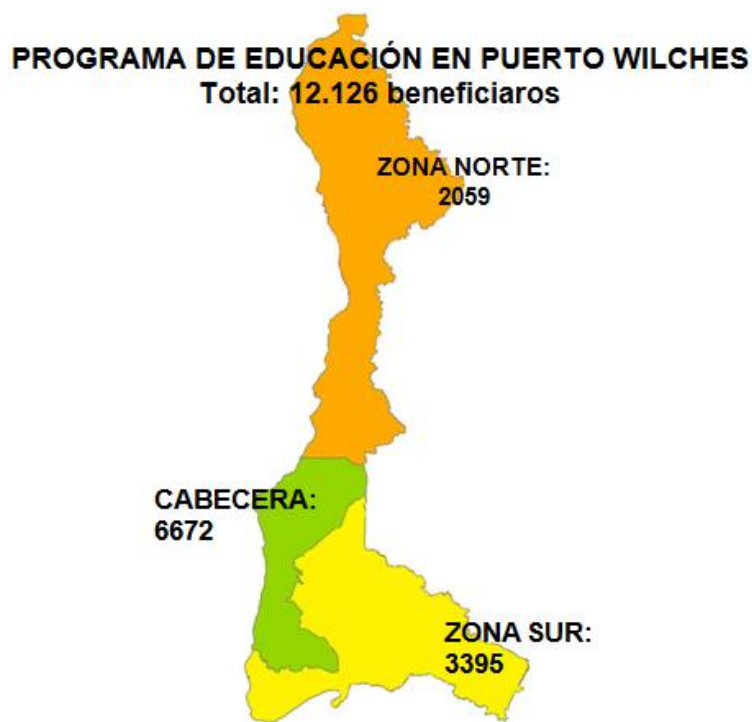 PROGRAMA DE EDUCACIÓN EN PUERTO WILCHES
Total: 12.126 beneficiaros
ZONA NORTE:
2059
CABECERA:
6672
ZONA SUR:
3395